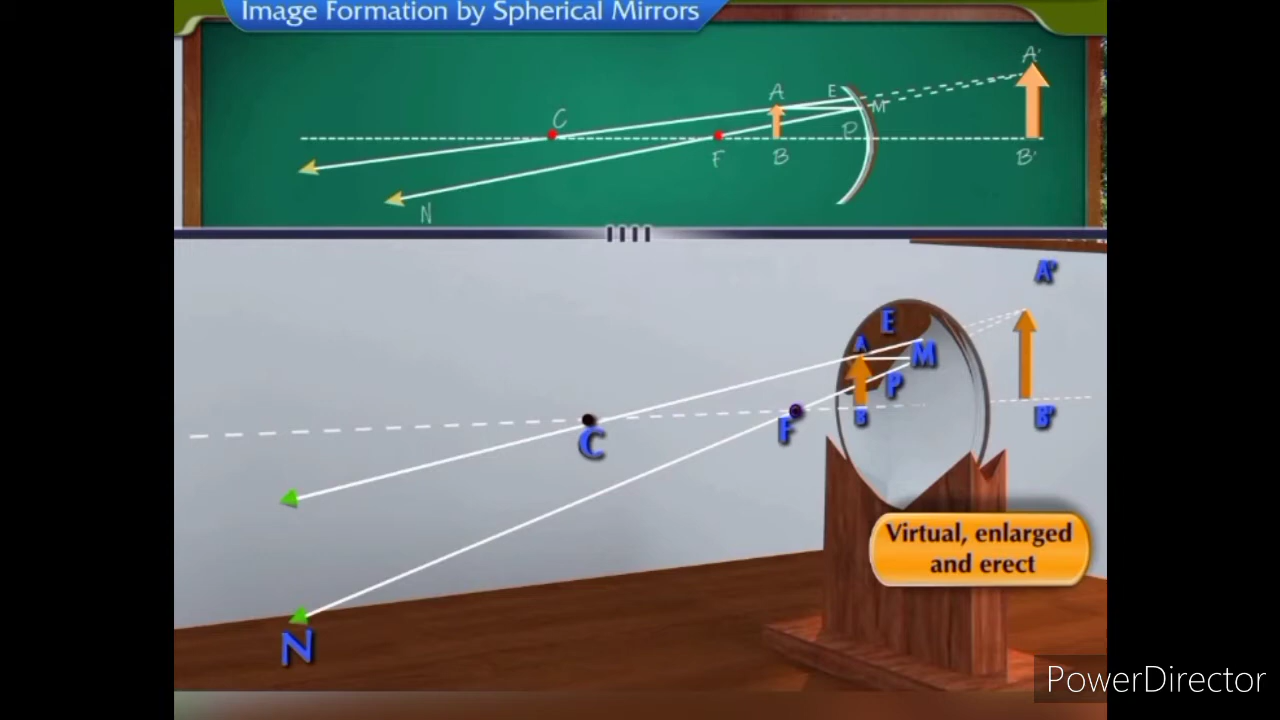 Image Formation by Spherical Mirrors
A'
A
E
C
M
P
F
B
B'
N
A'
E
A
M
P
B
F
B'
C
Virtual, enlarged
and erect
N
PowerDirector